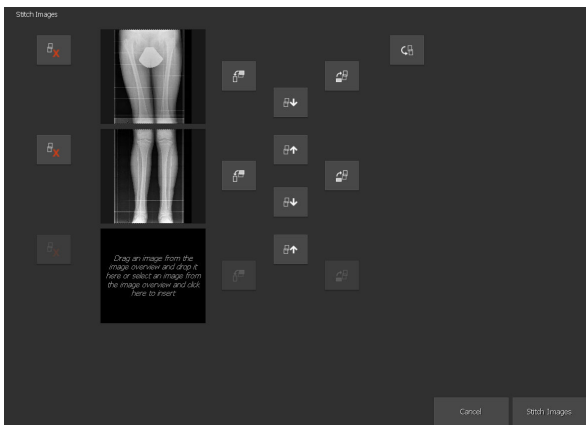 Stitch Images
Drag an image from the
image overview and drop it
here or select an image from
the image overview and click
here to insert
Cancel
Stitch Images